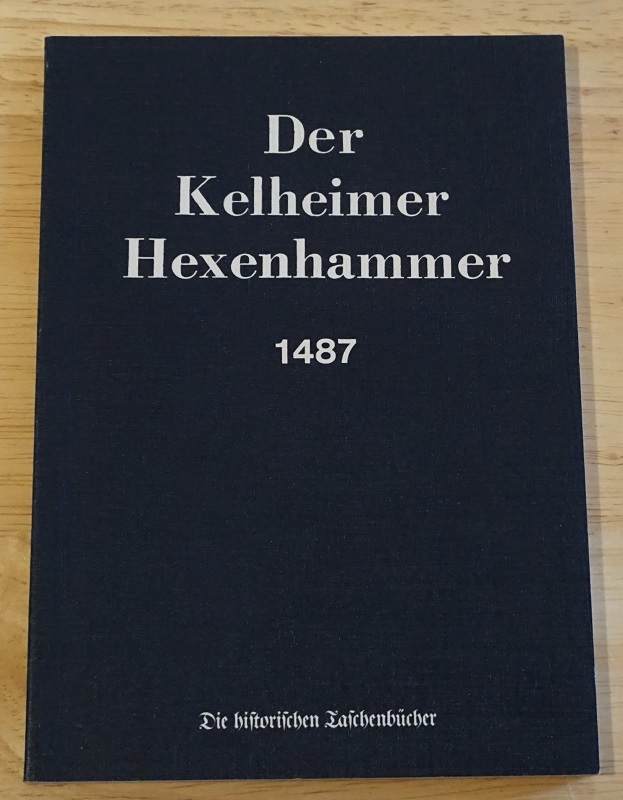 Der
Kelheimer
Hexenhammer
1487
Die hiſtoriſchen Taſchenbücher